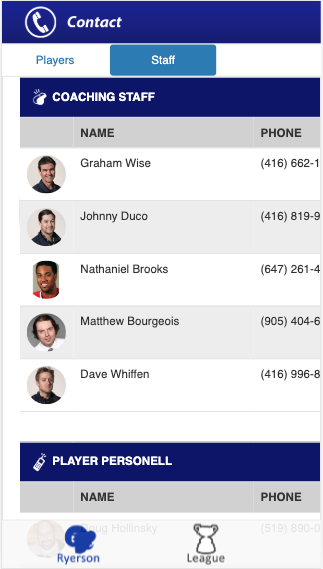 Contact
Players Staff
COACHING STAFF
NAME PHONE
Graham Wise (416) 662-1
Johnny Duco (416) 819-9
Nathaniel Brooks (647) 261-4
Matthew Bourgeois (905) 404-6
Dave Whiffen (416) 996-8
PLAYER PERSONELL
NAME PHONE
Doug Hollinsky (519) 890-0
Ryerson League